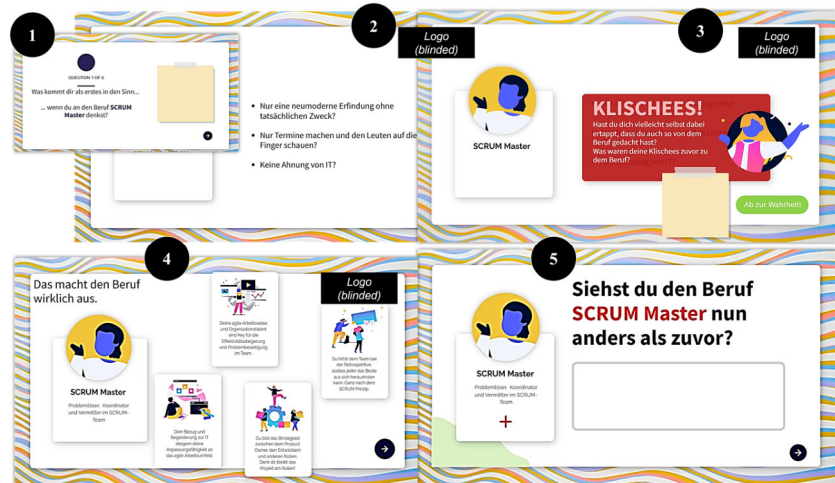 1
QUESTION 1 OF 6
Was kommt dir als erstes in den Sinn...
... wenn du an den Beruf SCRUM
Master denkst?
2
Logo
(blinded)
Nur eine neumoderne Erfindung ohne
tatsächlichen Zweck?
Nur Termine machen und den Leuten auf die
Finger schauen?
Keine Ahnung von IT?
3
Logo
(blinded)
SCRUM Master
KLISCHEES!
Hast du dich vielleicht selbst dabei
ertappt, dass du auch so von dem
Beruf gedacht hast?
Was waren deine Klischees zuvor zu
dem Beruf?
Ab zur Wahrheit!
4
Das macht den Beruf
wirklich aus.
Logo
(blinded)
SCRUM Master
Problemlöser, Koordinator
und Vermittler im SCRUM-
Team
Deine agile Arbeitsweise
und Organisationstalent
sind Key für die
Effektivitätssteigerung
und Problembeseitigung
im Team.
Du hilfst dem Team bei
der Retrospektive,
sodass jeder das Beste
aus sich herausholen
kann. Ganz nach dem
SCRUM Prinzip.
Dein Bezug und
Begeisterung zur IT
steigern deine
Anpassungsfähigkeit an
das agile Arbeitsumfeld.
Du bist das Bindeglied
zwischen dem Product
Owner, den Entwicklern
und anderen Rollen.
Dank dir bleibt das
Projekt am Rollen!
5
SCRUM Master
Problemlöser, Koordinator
und Vermittler im SCRUM-
Team
+
Siehst du den Beruf
SCRUM Master nun
anders als zuvor?